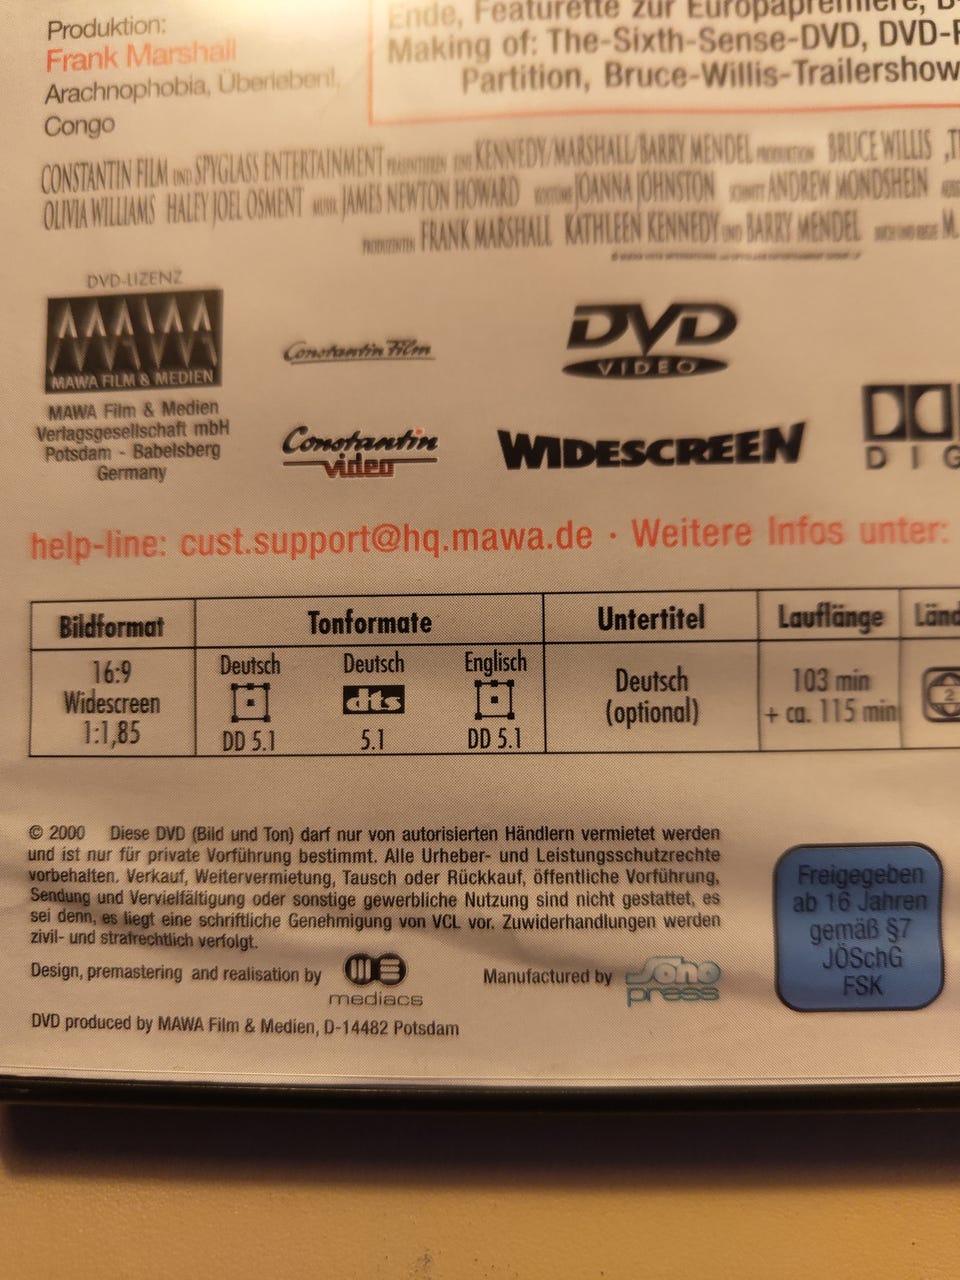 Produktion:
Frank Marshall
Arachnophobia, Überleben!,
Congo
Ende, Featurette zur Europapremiere,
Making of: The-Sixth-Sense-DVD, DVD-
Partition, Bruce-Willis-Trailershow
CONSTANTIN FILM UND SPYGLASS ENTERTAINMENT PRÄSENTIEREN EINE KENNEDY/MARSHALL/BARRY MENDEL PRODUKTION BRUCE WILLIS
OLIVIA WILLIAMS HALEY JOEL OSMENT MUSIK JAMES NEWTON HOWARD KOSTÜME JOANNA JOHNSTON SCHNITT ANDREW MONDSHEIN
PRODUZENTEN FRANK MARSHALL KATHLEEN KENNEDY UND BARRY MENDEL BUCH UND REGIE M.
DVD-LIZENZ
MAWA
MAWA FILM & MEDIEN
MAWA Film & Medien
Verlagsgesellschaft mbH
Potsdam - Babelsberg
Germany
Constantin Film
Constantin
video
DVD
VIDEO
WIDESCREEN
DIG
help-line: cust.support@hq.mawa.de · Weitere Infos unter:
Bildformat Tonformate Untertitel Lauflänge Länd
16:9
Widescreen
1:1,85
Deutsch
DD 5.1
Deutsch
dts
5.1
Englisch
DD 5.1
Deutsch
(optional)
103 min
+ ca. 115 min
2
© 2000 Diese DVD (Bild und Ton) darf nur von autorisierten Händlern vermietet werden
und ist nur für private Vorführung bestimmt. Alle Urheber- und Leistungsschutzrechte
vorbehalten. Verkauf, Weitervermietung, Tausch oder Rückkauf, öffentliche Vorführung,
Sendung und Vervielfältigung oder sonstige gewerbliche Nutzung sind nicht gestattet, es
sei denn, es liegt eine schriftliche Genehmigung von VCL vor. Zuwiderhandlungen werden
zivil- und strafrechtlich verfolgt.
Design, premastering and realisation by
mediacs
Manufactured by
Sono
press
DVD produced by MAWA Film & Medien, D-14482 Potsdam
Freigegeben
ab 16 Jahren
gemäß §7
JÖSchG
FSK